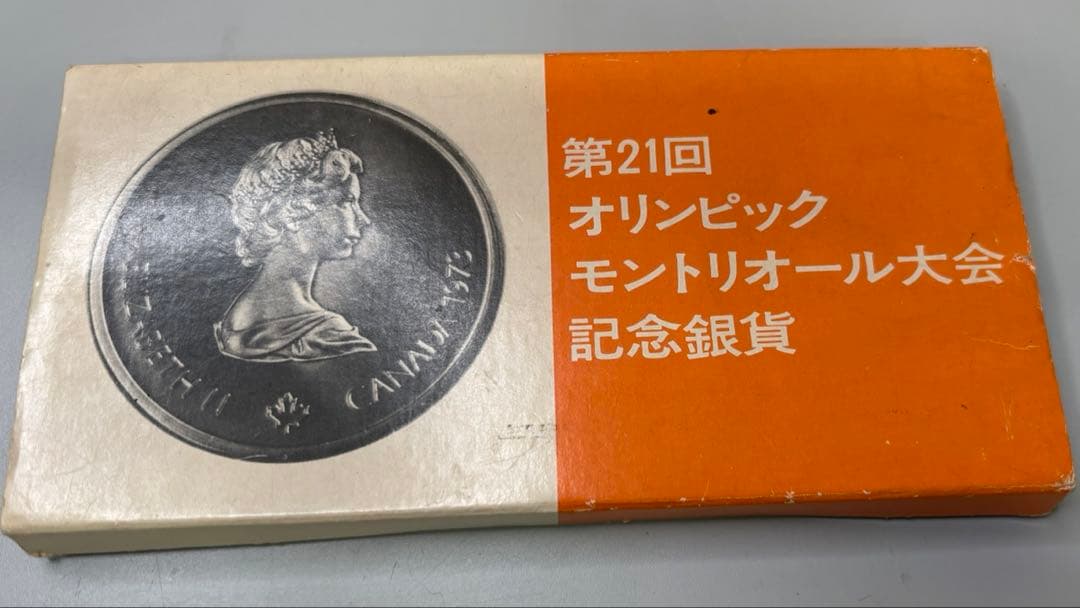 ELIZABETH II
CANADA 1973
第21回
オリンピック
モントリオール大会
記念銀貨